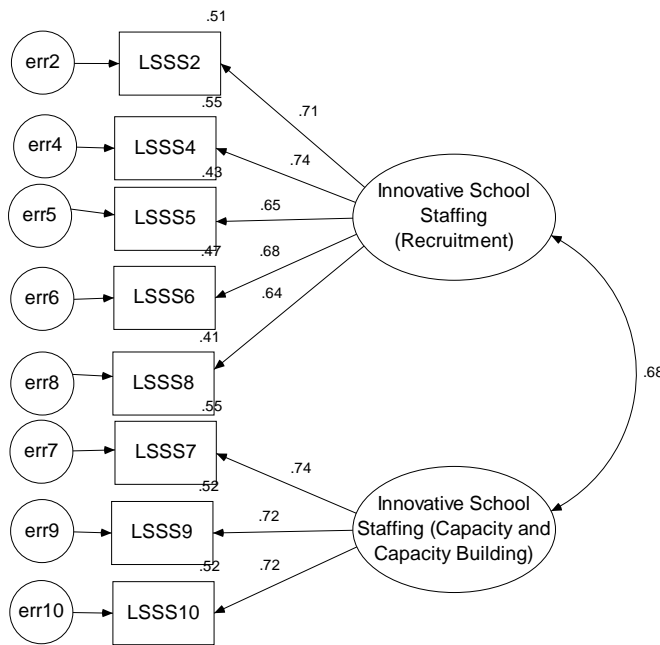 .51
err2
LSSS2
.71
.55
err4
LSSS4
.74
.43
Innovative School
Staffing
(Recruitment)
err5
LSSS5
.65
.47
.68
err6
LSSS6
.64
.41
.68
err8
LSSS8
.55
err7
LSSS7
.74
.52
Innovative School
Staffing (Capacity and
Capacity Building)
err9
LSSS9
.72
.52
.72
err10
LSSS10